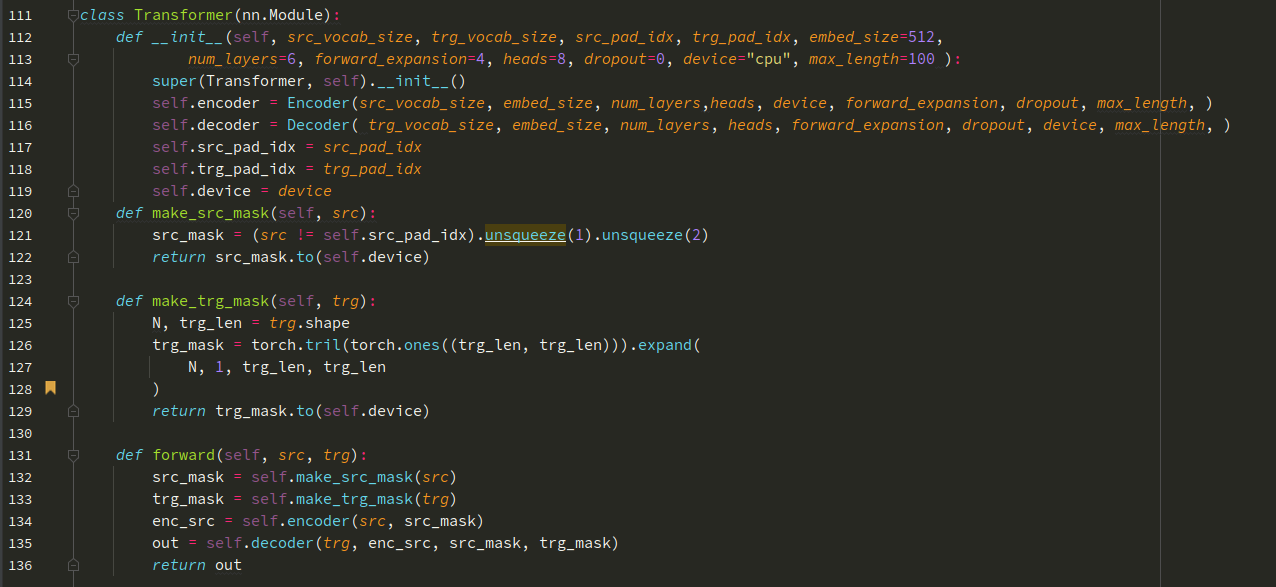 111 class Transformer(nn.Module):
112     def __init__(self, src_vocab_size, trg_vocab_size, src_pad_idx, trg_pad_idx, embed_size=512,
113             num_layers=6, forward_expansion=4, heads=8, dropout=0, device="cpu", max_length=100 ):
114         super(Transformer, self).__init__()
115         self.encoder = Encoder(src_vocab_size, embed_size, num_layers,heads, device, forward_expansion, dropout, max_length, )
116         self.decoder = Decoder( trg_vocab_size, embed_size, num_layers, heads, forward_expansion, dropout, device, max_length, )
117         self.src_pad_idx = src_pad_idx
118         self.trg_pad_idx = trg_pad_idx
119         self.device = device
120     def make_src_mask(self, src):
121         src_mask = (src != self.src_pad_idx).unsqueeze(1).unsqueeze(2)
122         return src_mask.to(self.device)
123
124     def make_trg_mask(self, trg):
125         N, trg_len = trg.shape
126         trg_mask = torch.tril(torch.ones((trg_len, trg_len))).expand(
127             N, 1, trg_len, trg_len
128         )
129         return trg_mask.to(self.device)
130
131     def forward(self, src, trg):
132         src_mask = self.make_src_mask(src)
133         trg_mask = self.make_trg_mask(trg)
134         enc_src = self.encoder(src, src_mask)
135         out = self.decoder(trg, enc_src, src_mask, trg_mask)
136         return out